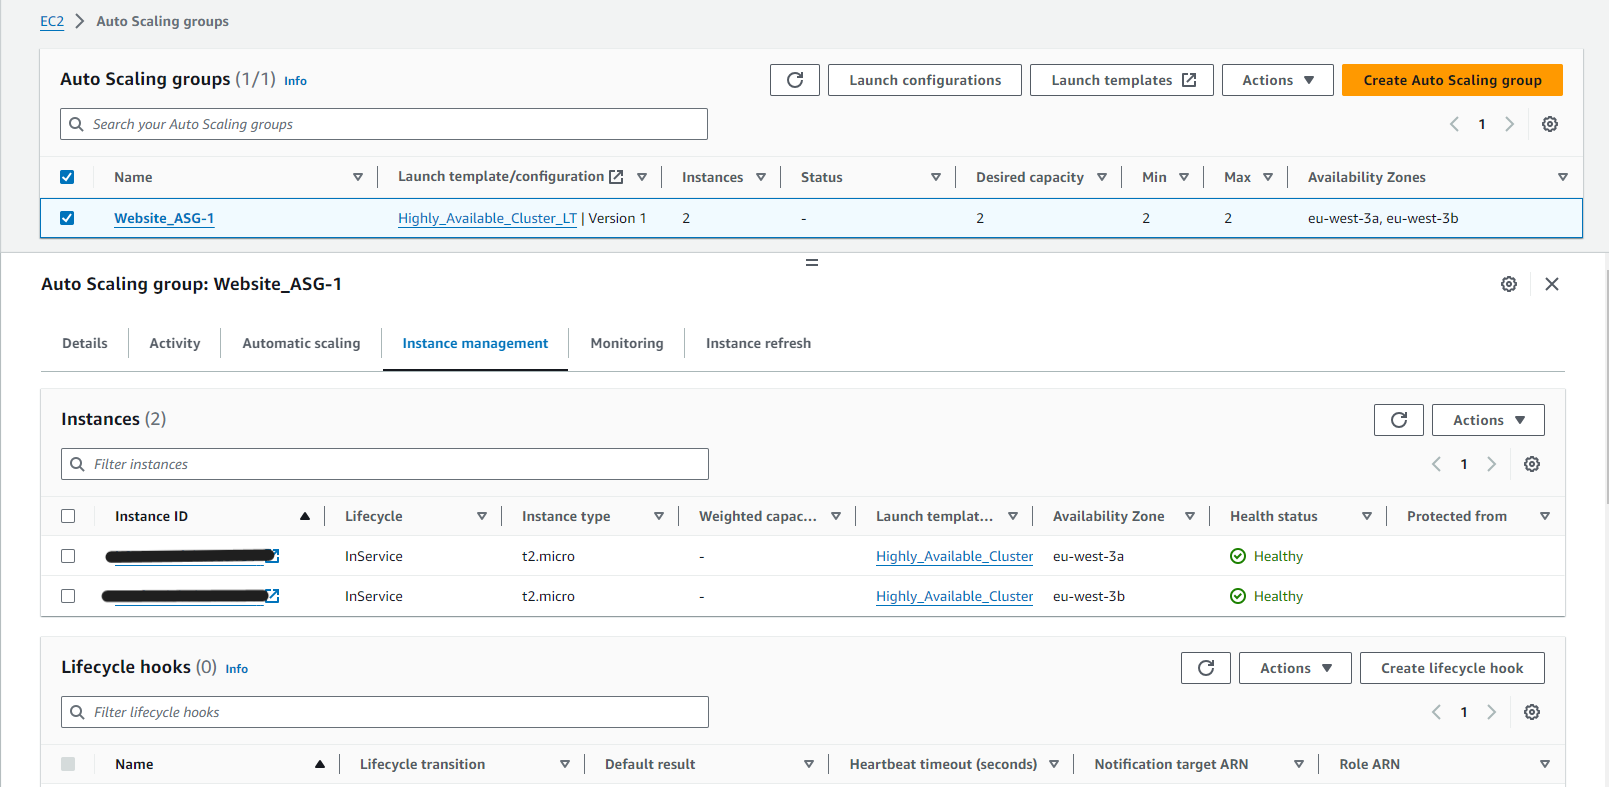 EC2 > Auto Scaling groups
Auto Scaling groups (1/1) Info Launch configurations Launch templates Actions Create Auto Scaling group
Search your Auto Scaling groups 1
Name Launch template/configuration Instances Status Desired capacity Min Max Availability Zones
Website_ASG-1 Highly_Available_Cluster_LT | Version 1 2 - 2 2 2 eu-west-3a, eu-west-3b
Auto Scaling group: Website_ASG-1
Details Activity Automatic scaling Instance management Monitoring Instance refresh
Instances (2) Actions
Filter instances 1
Instance ID Lifecycle Instance type Weighted capac... Launch templat... Availability Zone Health status Protected from
InService t2.micro - Highly_Available_Cluster eu-west-3a Healthy
InService t2.micro - Highly_Available_Cluster eu-west-3b Healthy
Lifecycle hooks (0) Info Actions Create lifecycle hook
Filter lifecycle hooks 1
Name Lifecycle transition Default result Heartbeat timeout (seconds) Notification target ARN Role ARN